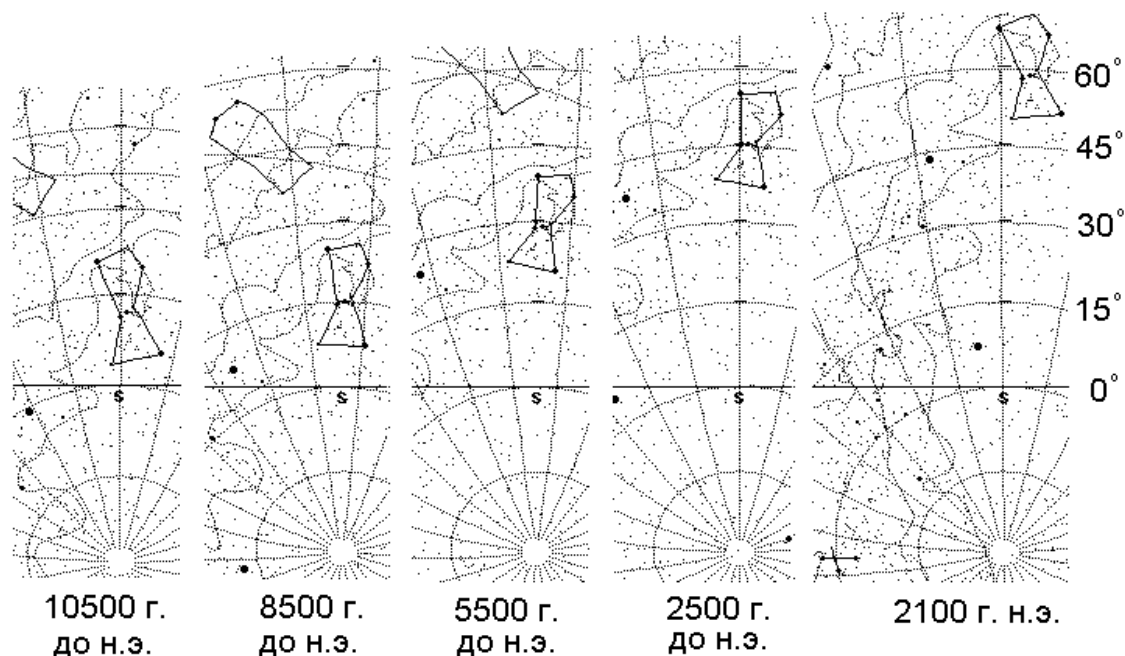 60°
45°
30°
15°
0°
S S S S S
10500 г.
до н.э.
8500 г.
до н.э.
5500 г.
до н.э.
2500 г.
до н.э.
2100 г. н.э.